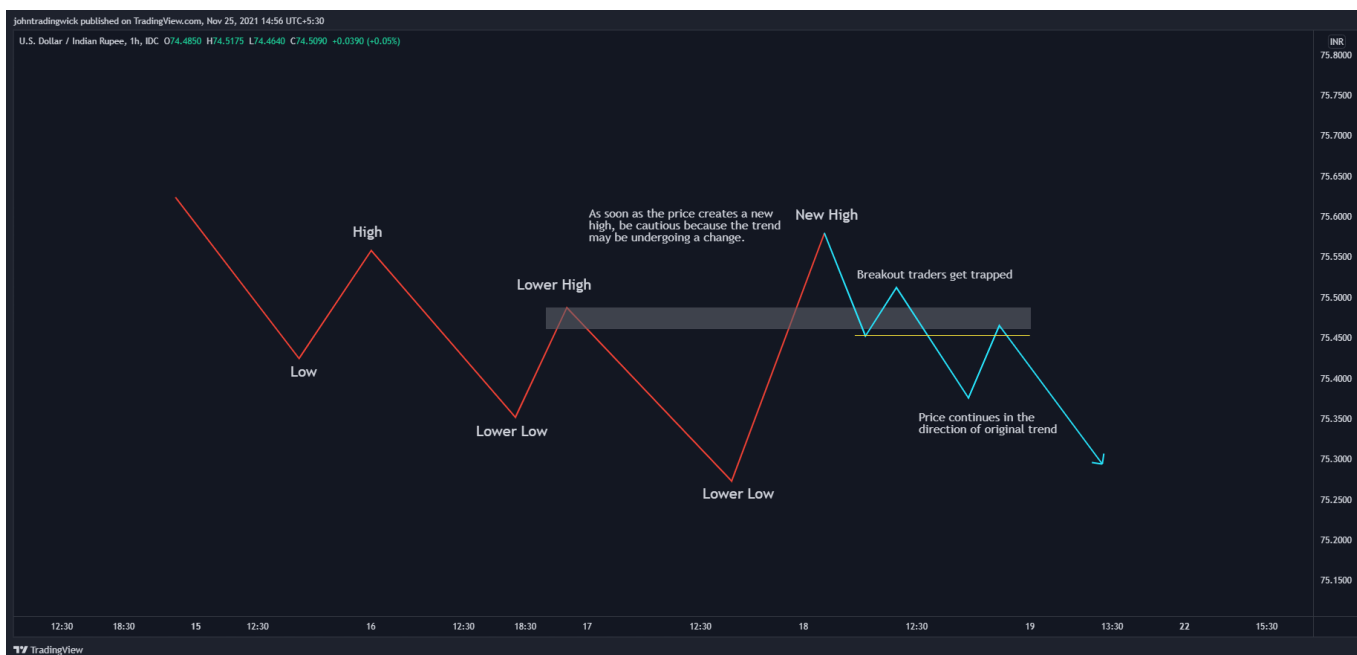 johntradingwick published on TradingView.com, Nov 25, 2021 14:56 UTC+5:30
U.S. Dollar / Indian Rupee, 1h, IDC O74.4850 H74.5175 L74.4640 C74.5090 +0.0390 (+0.05%)
INR
75.8000
75.7500
75.7000
75.6500
75.6000
75.5500
75.5000
75.4500
75.4000
75.3500
75.3000
75.2500
75.2000
75.1500
As soon as the price creates a new
high, be cautious because the trend
may be undergoing a change.
New High
High
Breakout traders get trapped
Lower High
Low
Price continues in the
direction of original trend
Lower Low
Lower Low
12:30 18:30 15 12:30 16 12:30 18:30 17 12:30 18 12:30 19 13:30 22 15:30
TradingView